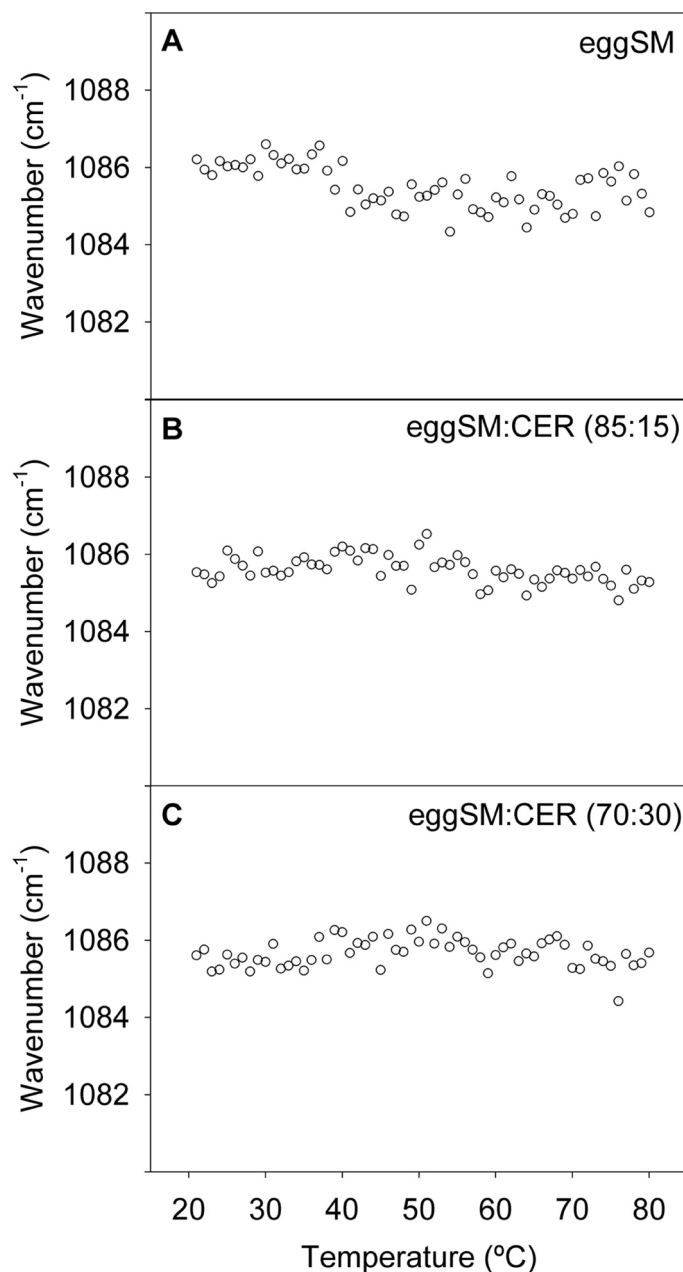 A eggSM
Wavenumber (cm-1)
1088
1086
1084
1082
B eggSM:CER (85:15)
Wavenumber (cm-1)
1088
1086
1084
1082
C eggSM:CER (70:30)
Wavenumber (cm-1)
1088
1086
1084
1082
20 30 40 50 60 70 80
Temperature (ºC)